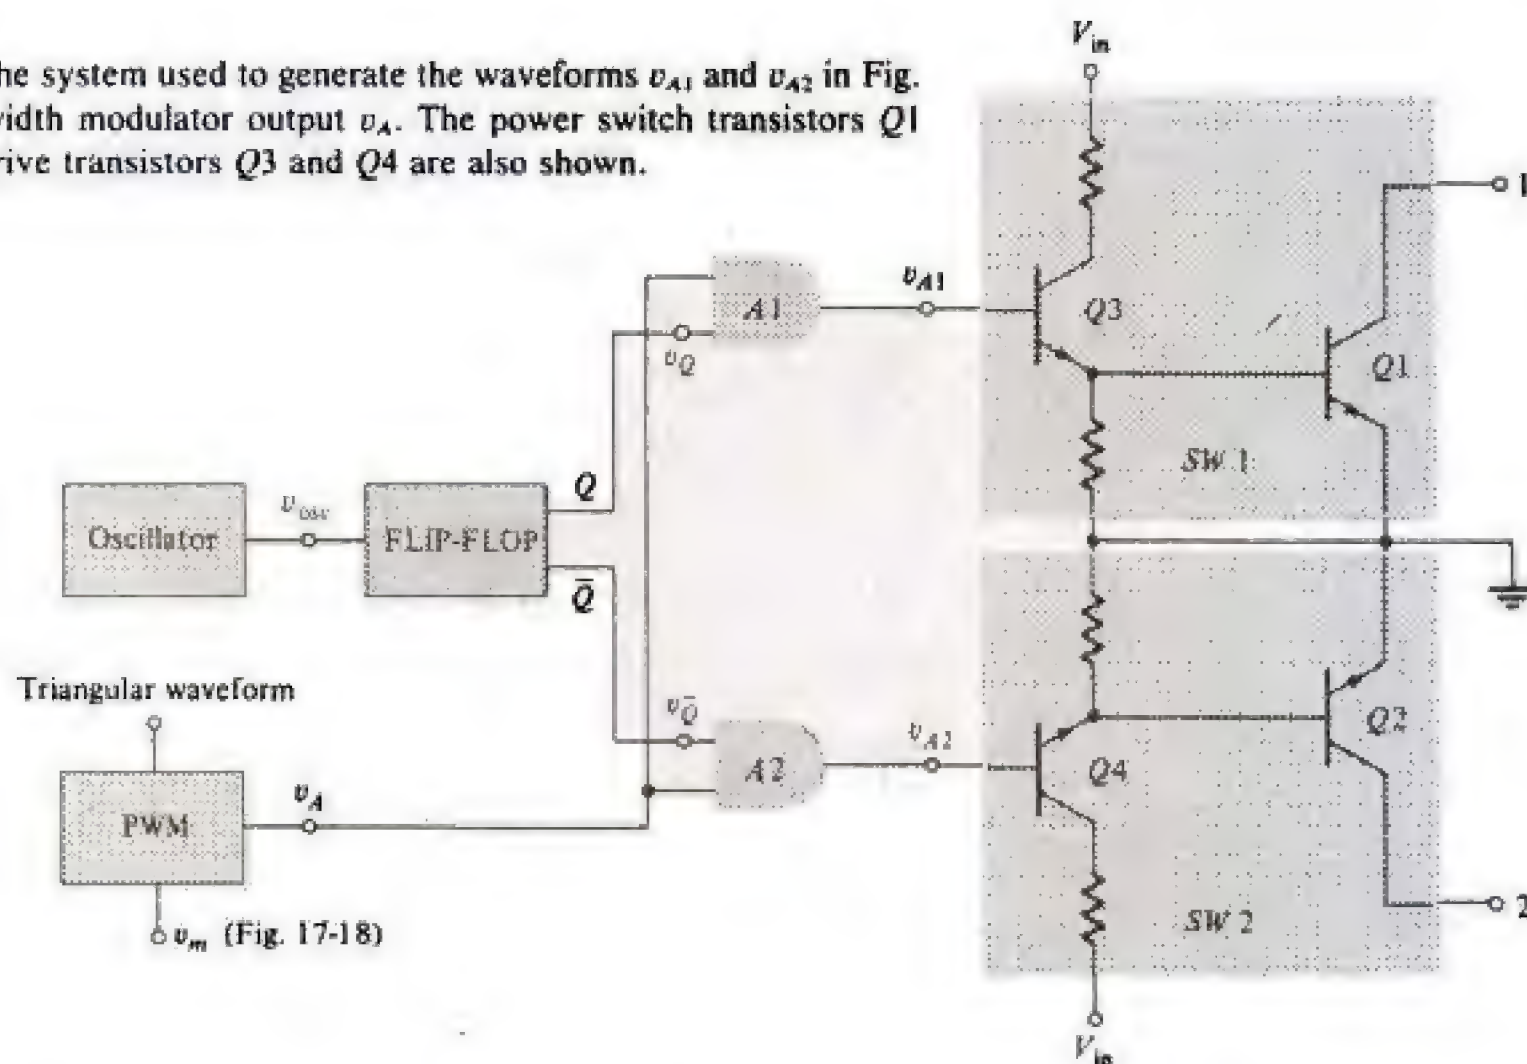 he system used to generate the waveforms v_A1 and v_A2 in Fig.
width modulator output v_A. The power switch transistors Q1
rive transistors Q3 and Q4 are also shown.
V_in
1
v_A1
A1
Q3
v_Q
Q1
SW 1
Q
v_osc
Oscillator
FLIP-FLOP
Q̄
Triangular waveform
v_Q̄
v_A2
Q2
A2
Q4
v_A
PWM
2
SW 2
v_m (Fig. 17-18)
V_in